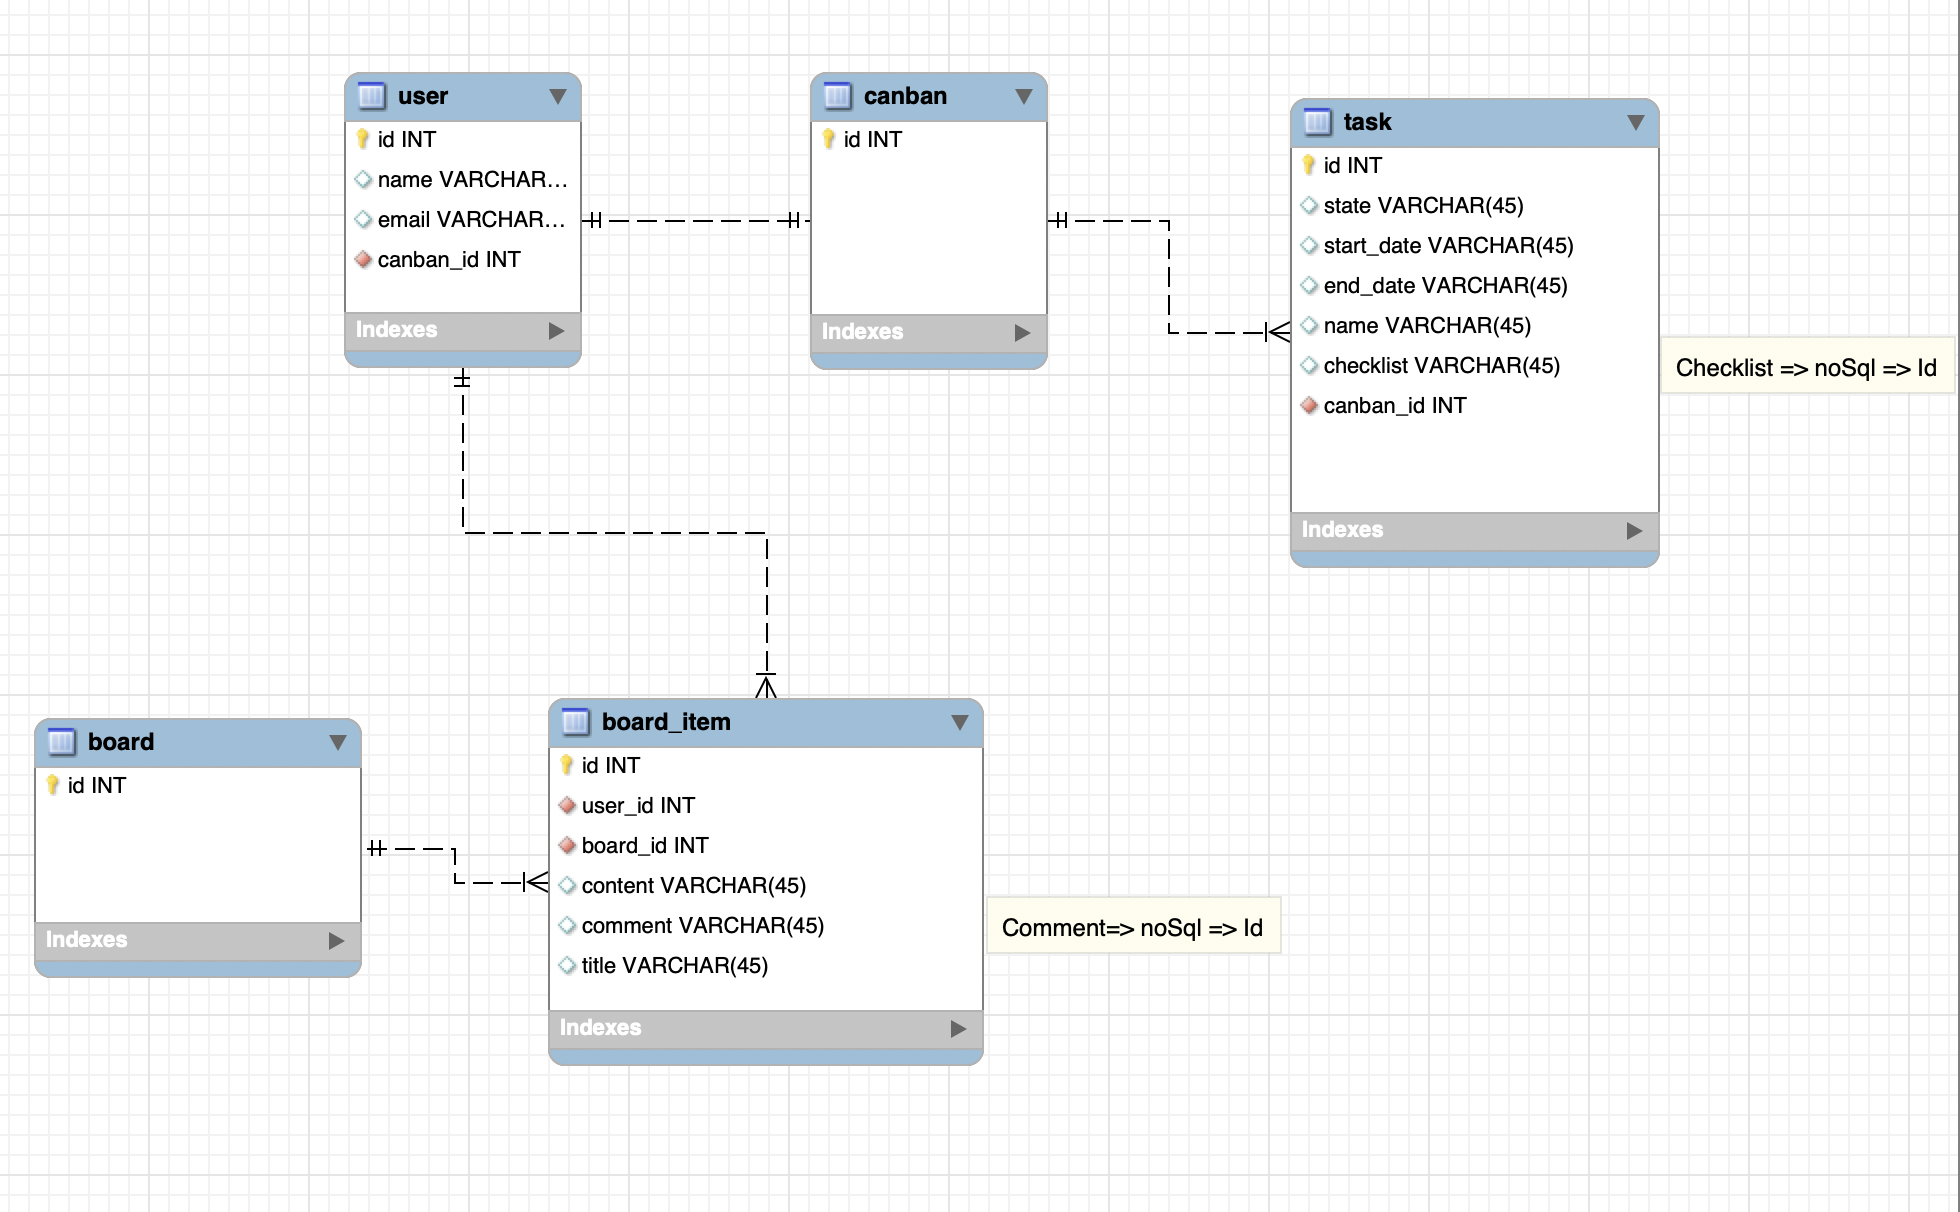 user
id INT
name VARCHAR...
email VARCHAR...
canban_id INT
Indexes
canban
id INT
Indexes
task
id INT
state VARCHAR(45)
start_date VARCHAR(45)
end_date VARCHAR(45)
name VARCHAR(45)
checklist VARCHAR(45)
canban_id INT
Indexes
Checklist => noSql => Id
board
id INT
Indexes
board_item
id INT
user_id INT
board_id INT
content VARCHAR(45)
comment VARCHAR(45)
title VARCHAR(45)
Indexes
Comment=> noSql => Id